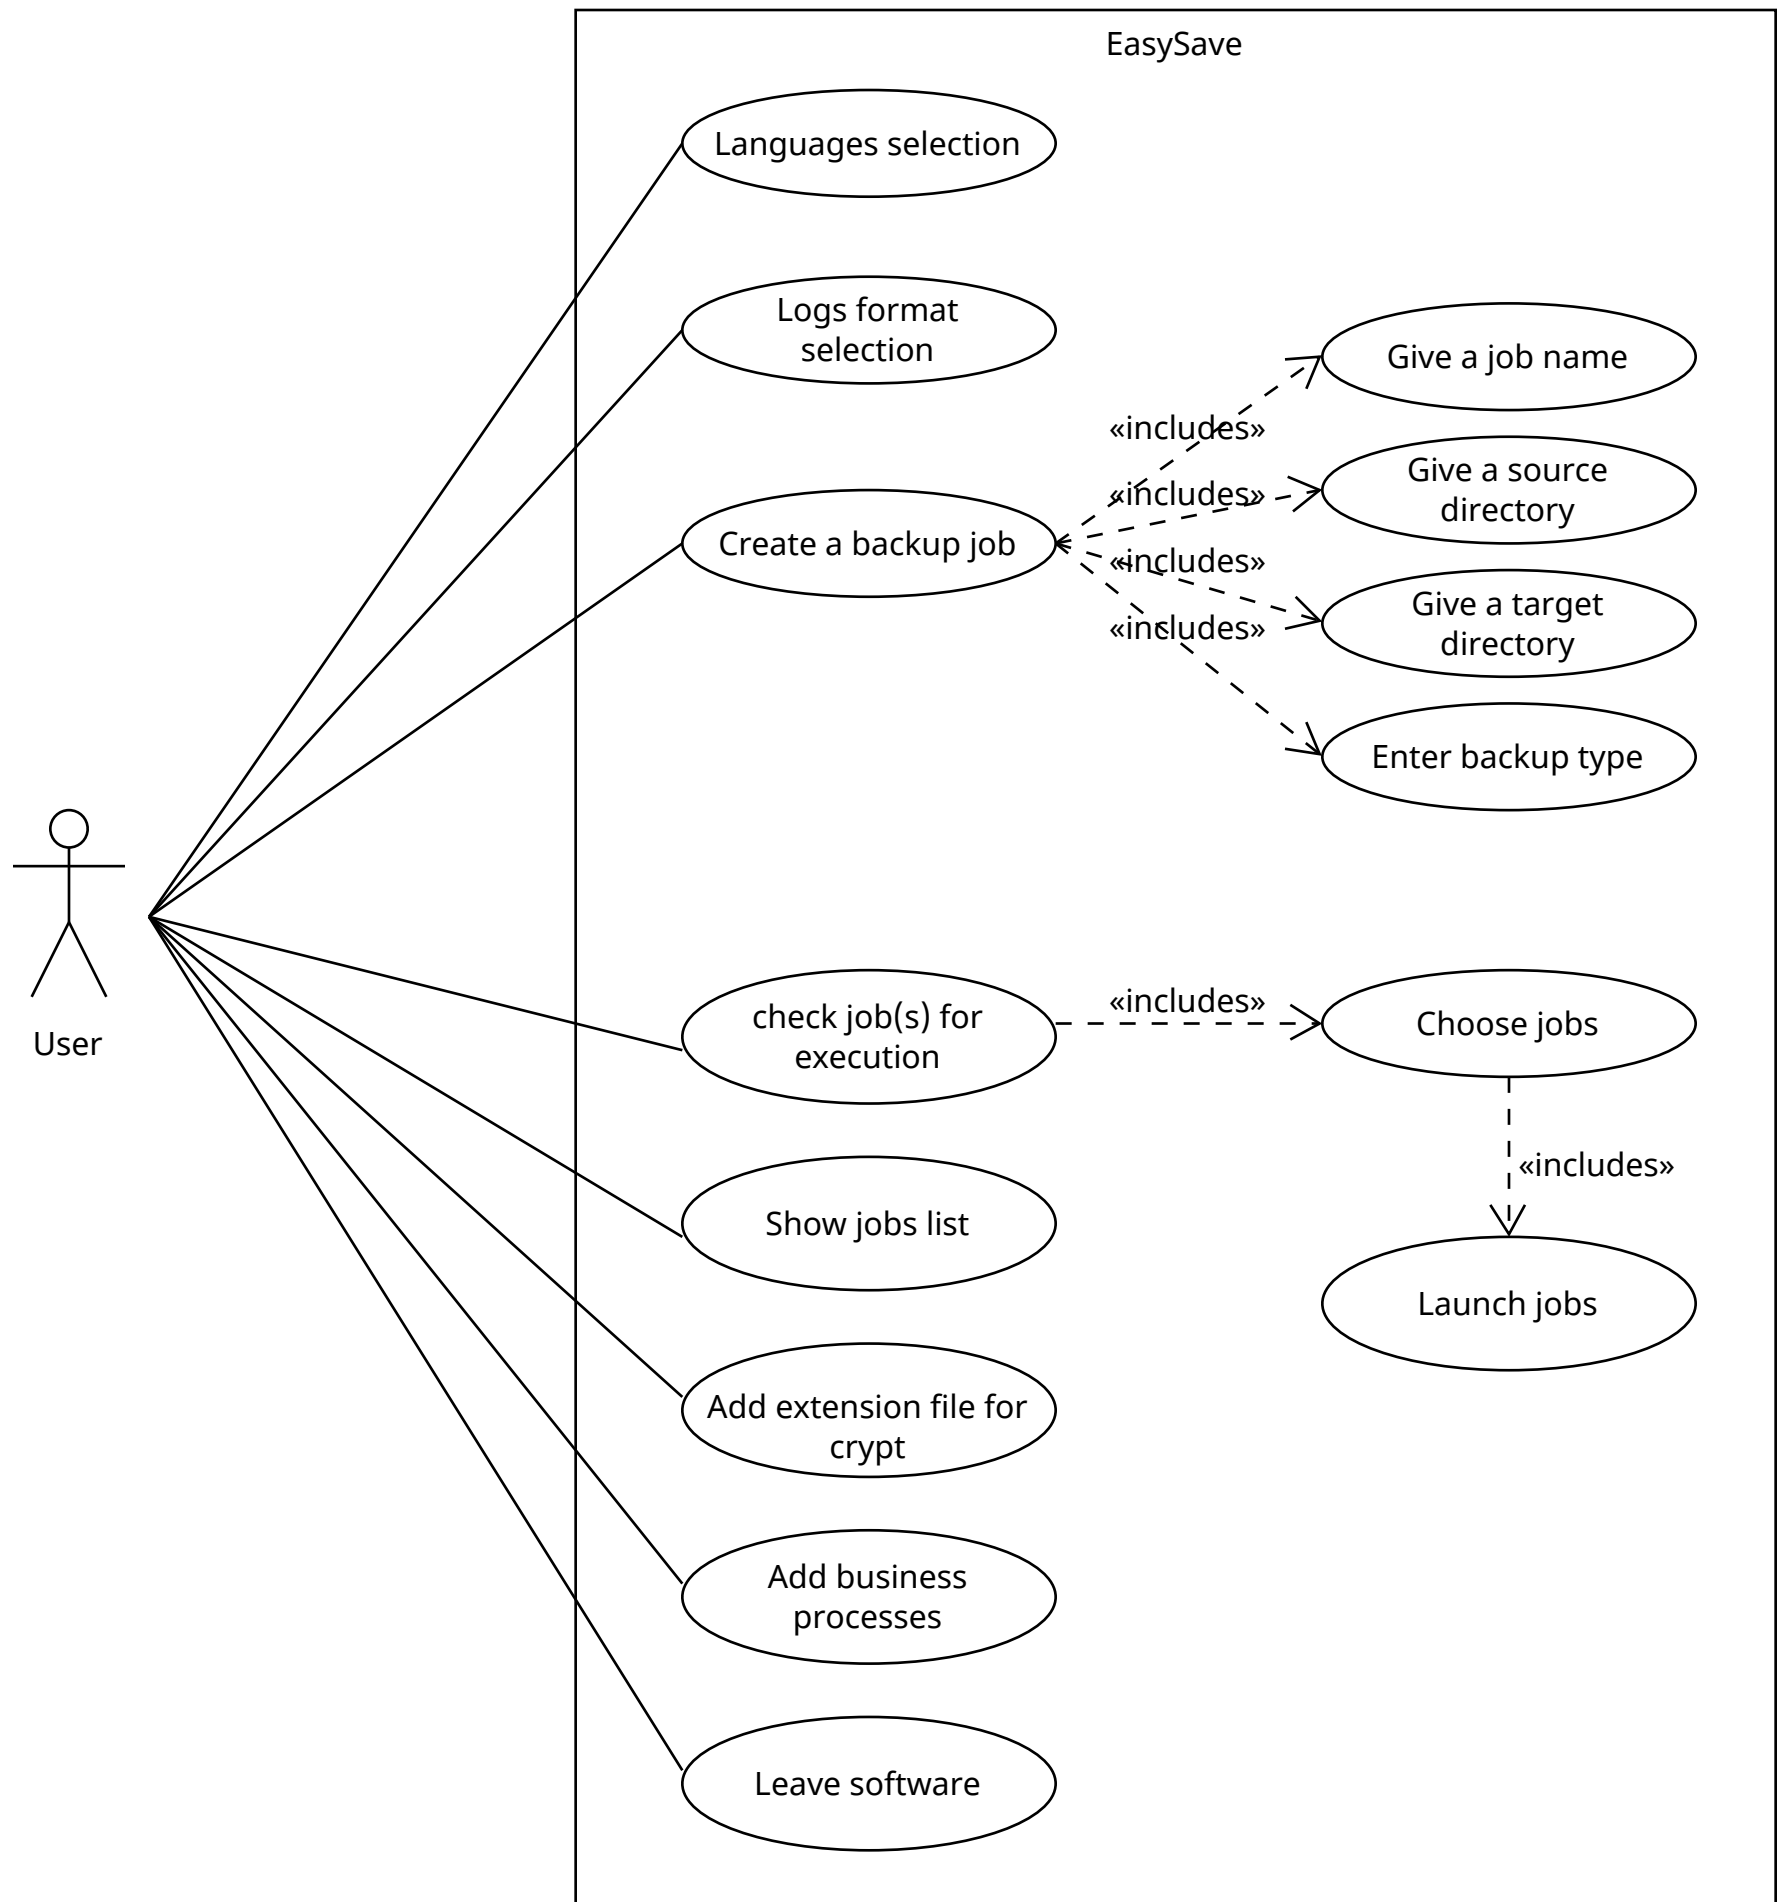 EasySave
Languages selection
Logs format
selection
Give a job name
«includes»
Give a source
directory
«includes»
Create a backup job
«includes»
Give a target
directory
«includes»
Enter backup type
User
check job(s) for
execution
«includes»
Choose jobs
«includes»
Show jobs list
Launch jobs
Add extension file for
crypt
Add business
processes
Leave software